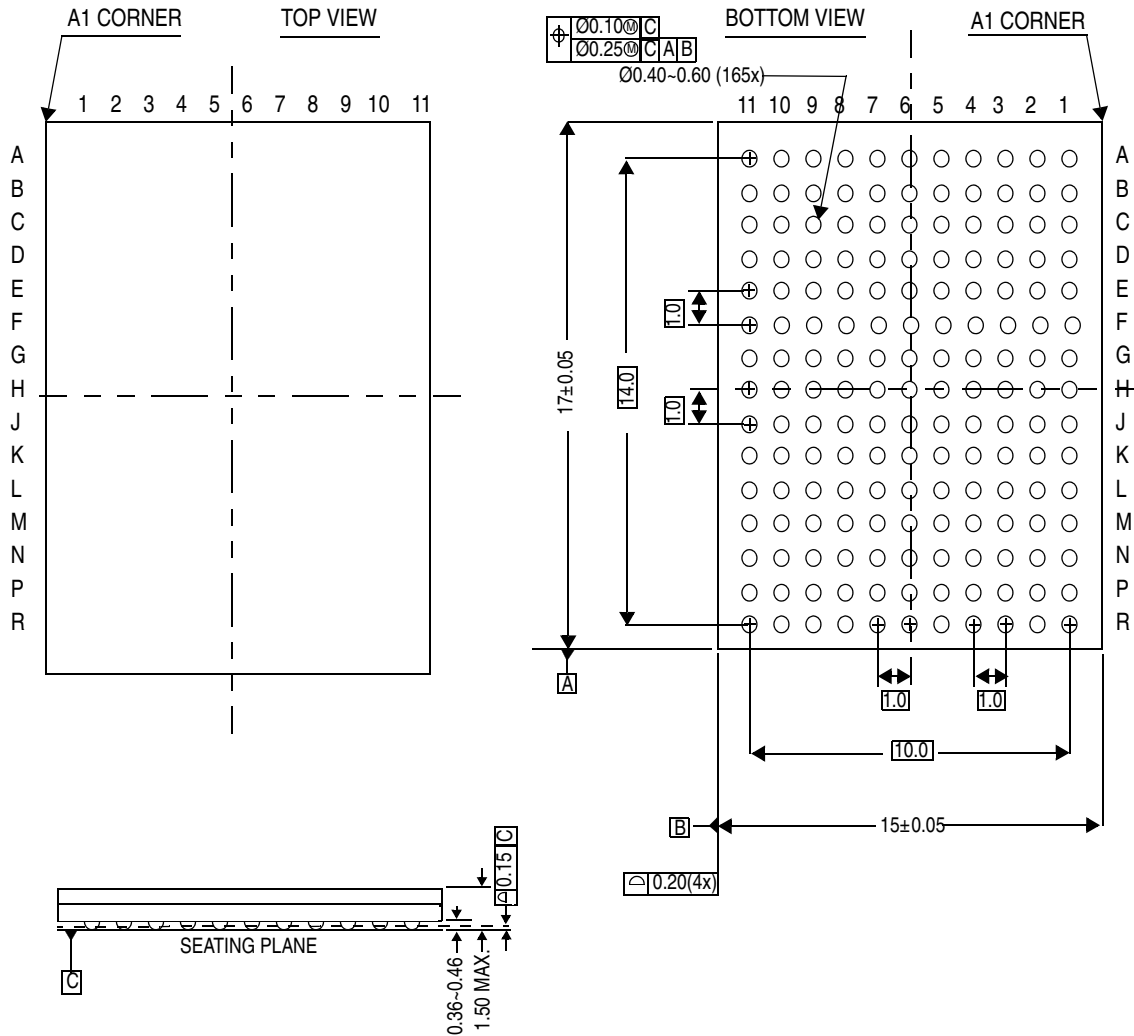 A1 CORNER
TOP VIEW
1 2 3 4 5 6 7 8 9 10 11
A
B
C
D
E
F
G
H
J
K
L
M
N
P
R
Ø0.10Ⓜ C
Ø0.25Ⓜ C A B
BOTTOM VIEW
A1 CORNER
Ø0.40~0.60 (165x)
11 10 9 8 7 6 5 4 3 2 1
A
B
C
D
E
F
G
H
J
K
L
M
N
P
R
17±0.05
14.0
1.0
1.0
A
1.0
1.0
10.0
B
15±0.05
0.20(4x)
0.15 C
SEATING PLANE
C
0.36~0.46
1.50 MAX.